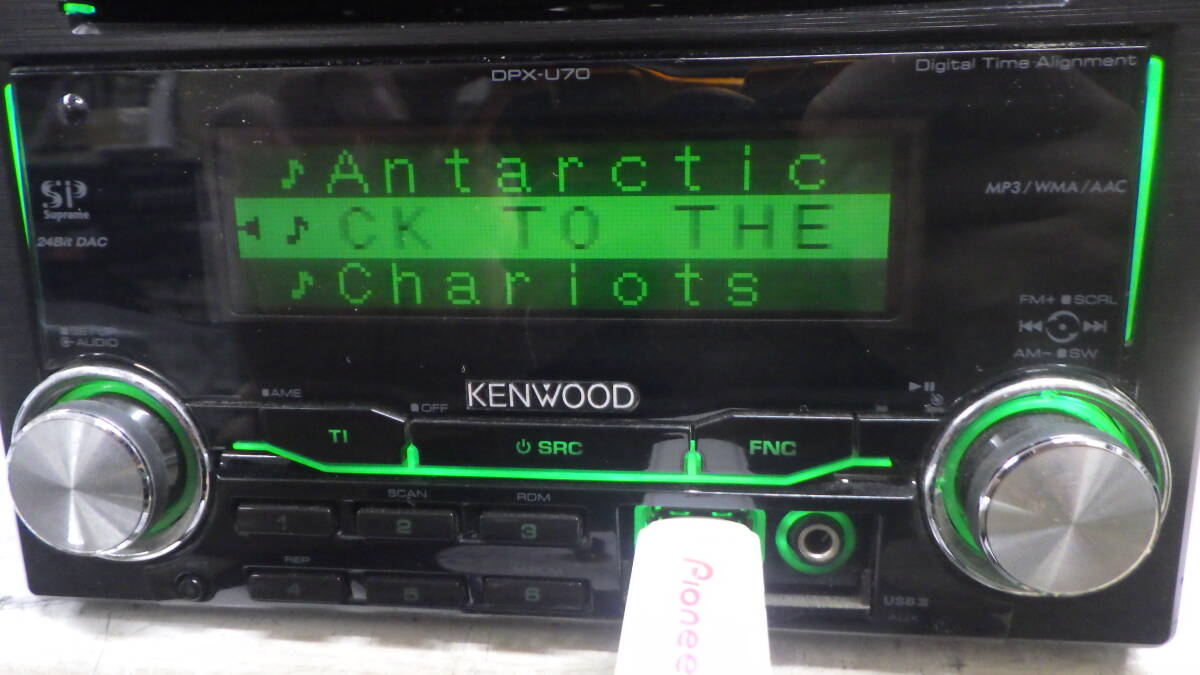 DPX-U70
Digital Time Alignment
♪Antarctic
♪CK TO THE
♪Chariots
SP
Supreme
24Bit DAC
MP3/WMA/AAC
FM+ ■SCRL
AM- ■SW
AUDIO
KENWOOD
■AME
■OFF
TI
SRC
FNC
SCAN
RDM
1
2
3
REP
4
5
6
USB
AUX
Pionee